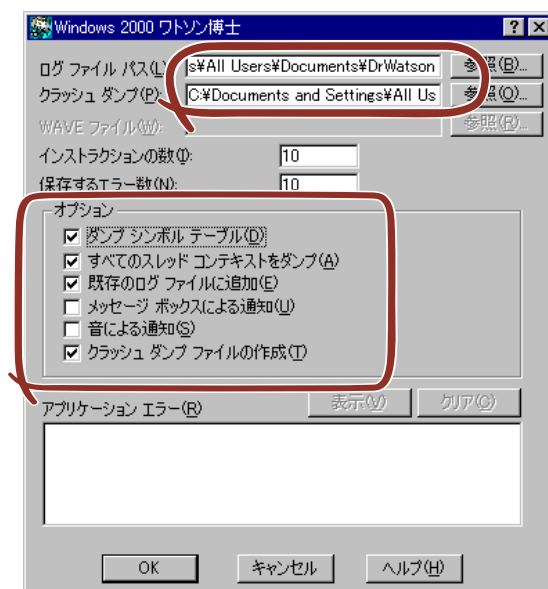 Windows 2000 ワトソン博士
ログ ファイル パス(L) s¥All Users¥Documents¥DrWatson 参照(B)...
クラッシュ ダンプ(P): C:¥Documents and Settings¥All Us 参照(O)...
WAVE ファイル(W): 参照(R)...
インストラクションの数(I): 10
保存するエラー数(N): 10
オプション
ダンプ シンボル テーブル(D)
すべてのスレッド コンテキストをダンプ(A)
既存のログ ファイルに追加(E)
メッセージ ボックスによる通知(U)
音による通知(S)
クラッシュ ダンプ ファイルの作成(T)
アプリケーション エラー(R) 表示(V) クリア(C)
OK キャンセル ヘルプ(H)